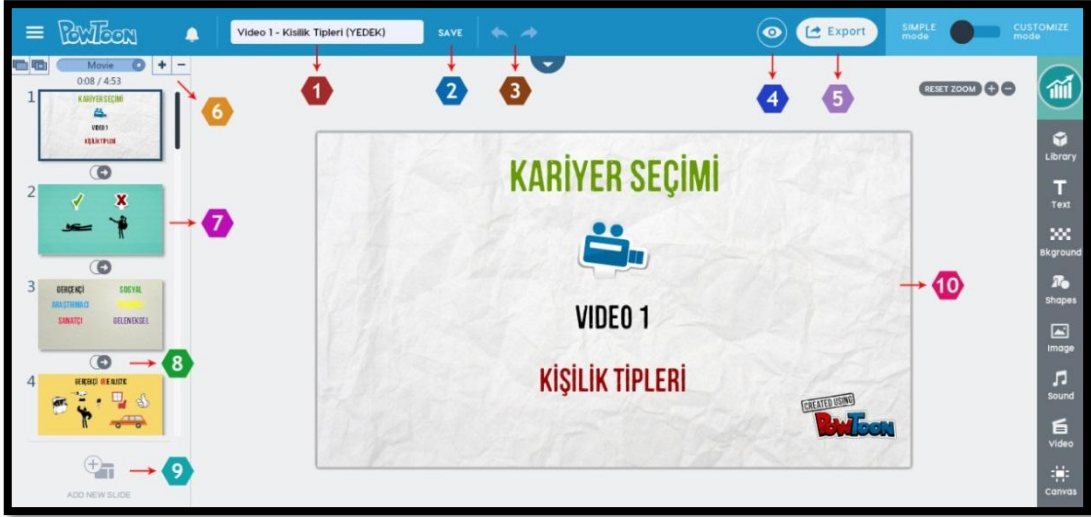 PowToon
Video 1 - Kisilik Tipleri (YEDEK)
SAVE
Export
SIMPLE mode
CUSTOMIZE mode
Movie
0:08 / 4:53
1
2
3
4
5
6
RESET ZOOM
1
KARİYER SEÇİMİ
VIDEO 1
KİŞİLİK TİPLERİ
2
7
3
GERÇEKÇİ
SOSYAL
ARAŞTIRMACI
SANATÇI
GELENEKSEL
8
4
GERÇEKÇİ
9
ADD NEW SLIDE
KARİYER SEÇİMİ
VIDEO 1
KİŞİLİK TİPLERİ
CREATED USING
PowToon
10
Library
Text
Bkground
Shapes
Image
Sound
Video
Canvas